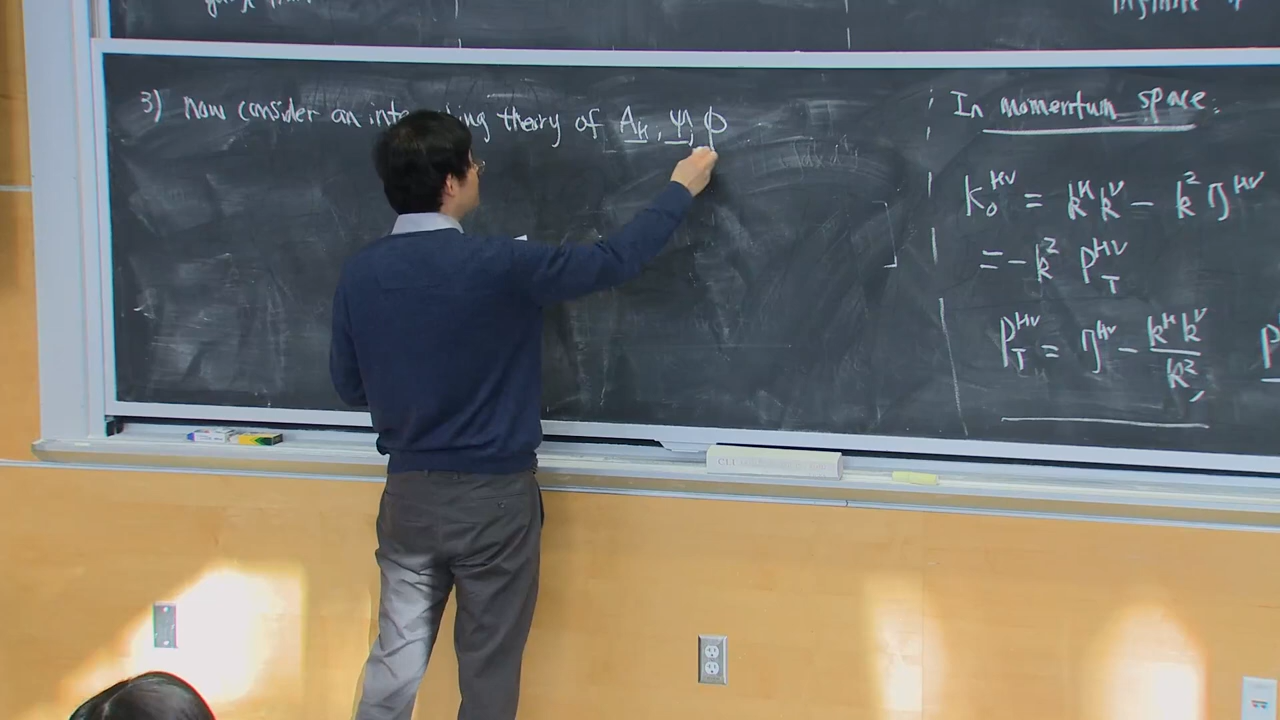 3) Now consider an inte ing theory of Aμ, ψ, ϕ
In momentum space:
K₀^{μν} = k^μ k^ν − k² η^{μν}
= − k² P_T^{μν}
P_T^{μν} = η^{μν} − \frac{k^μ k^ν}{k²},